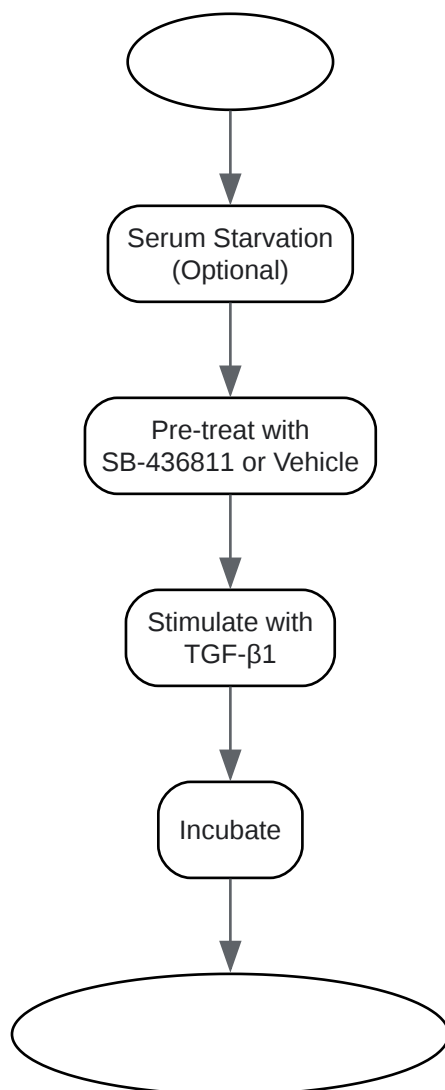 Serum Starvation
(Optional)
Pre-treat with
SB-436811 or Vehicle
Stimulate with
TGF-β1
Incubate